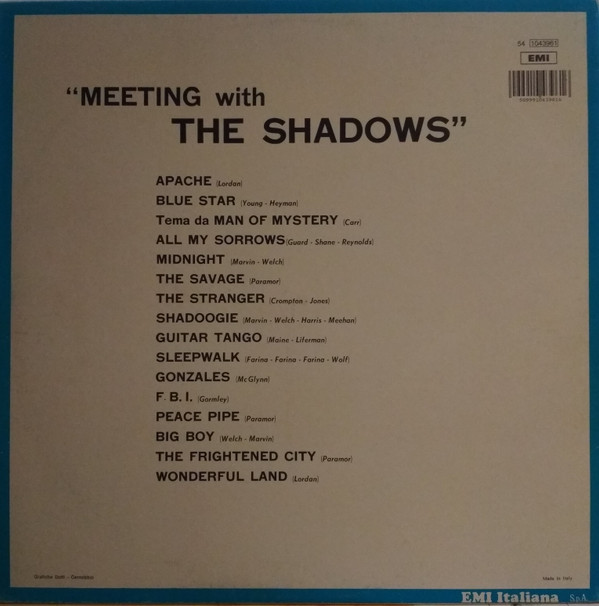 54 1043961
EMI
"MEETING with
THE SHADOWS"
APACHE (Lordan)
BLUE STAR (Young - Heyman)
Tema da MAN OF MYSTERY (Carr)
ALL MY SORROWS (Guard - Shane - Reynolds)
MIDNIGHT (Marvin - Welch)
THE SAVAGE (Paramor)
THE STRANGER (Crompton - Jones)
SHADOOGIE (Marvin - Welch - Harris - Meehan)
GUITAR TANGO (Maine - Liferman)
SLEEPWALK (Farina - Farina - Farina - Wolf)
GONZALES (McGlynn)
F. B. I. (Gormley)
PEACE PIPE (Paramor)
BIG BOY (Welch - Marvin)
THE FRIGHTENED CITY (Paramor)
WONDERFUL LAND (Lordan)
Made in Italy
EMI Italiana S.p.A.